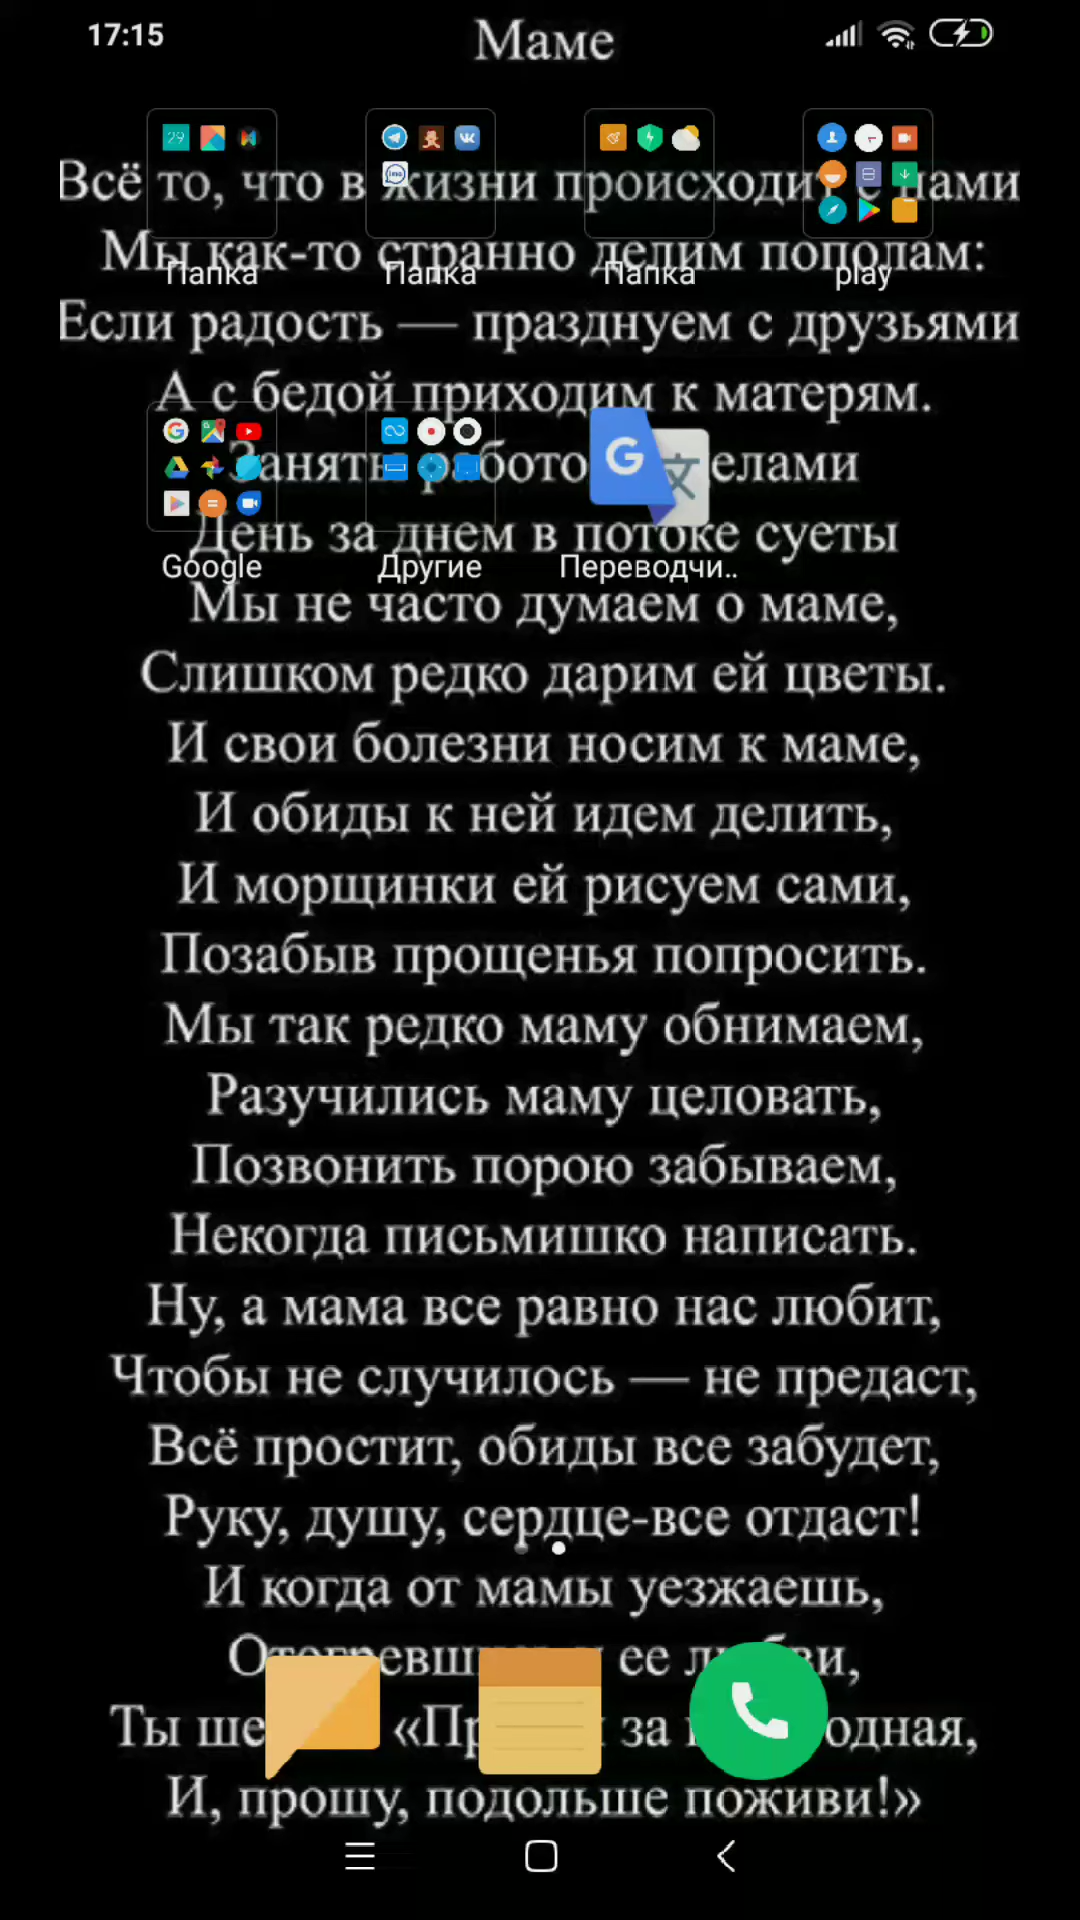 17:15
Маме
Всё то, что в жизни происходит с нами
Мы как-то странно делим пополам:
Папка Папка Папка play
Если радость — празднуем с друзьями
А с бедой приходим к матерям.
Заняты делами
День за днем в потоке суеты
Google Другие Переводчи..
Мы не часто думаем о маме,
Слишком редко дарим ей цветы.
И свои болезни носим к маме,
И обиды к ней идем делить,
И морщинки ей рисуем сами,
Позабыв прощенья попросить.
Мы так редко маму обнимаем,
Разучились маму целовать,
Позвонить порою забываем,
Некогда письмишко написать.
Ну, а мама все равно нас любит,
Чтобы не случилось — не предаст,
Всё простит, обиды все забудет,
Руку, душу, сердце-все отдаст!
И когда от мамы уезжаешь,
ее любви,
Ты за
И, прошу, подольше поживи!»